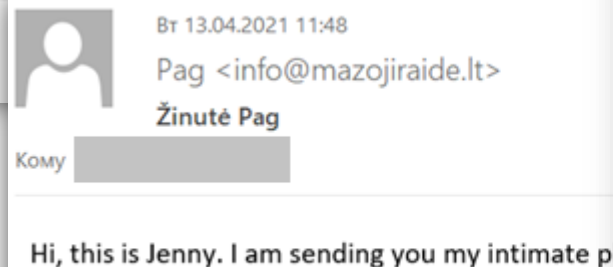 Вт 13.04.2021 11:48
Pag <info@mazojiraide.lt>
Žinutė Pag
Кому
Hi, this is Jenny. I am sending you my intimate p